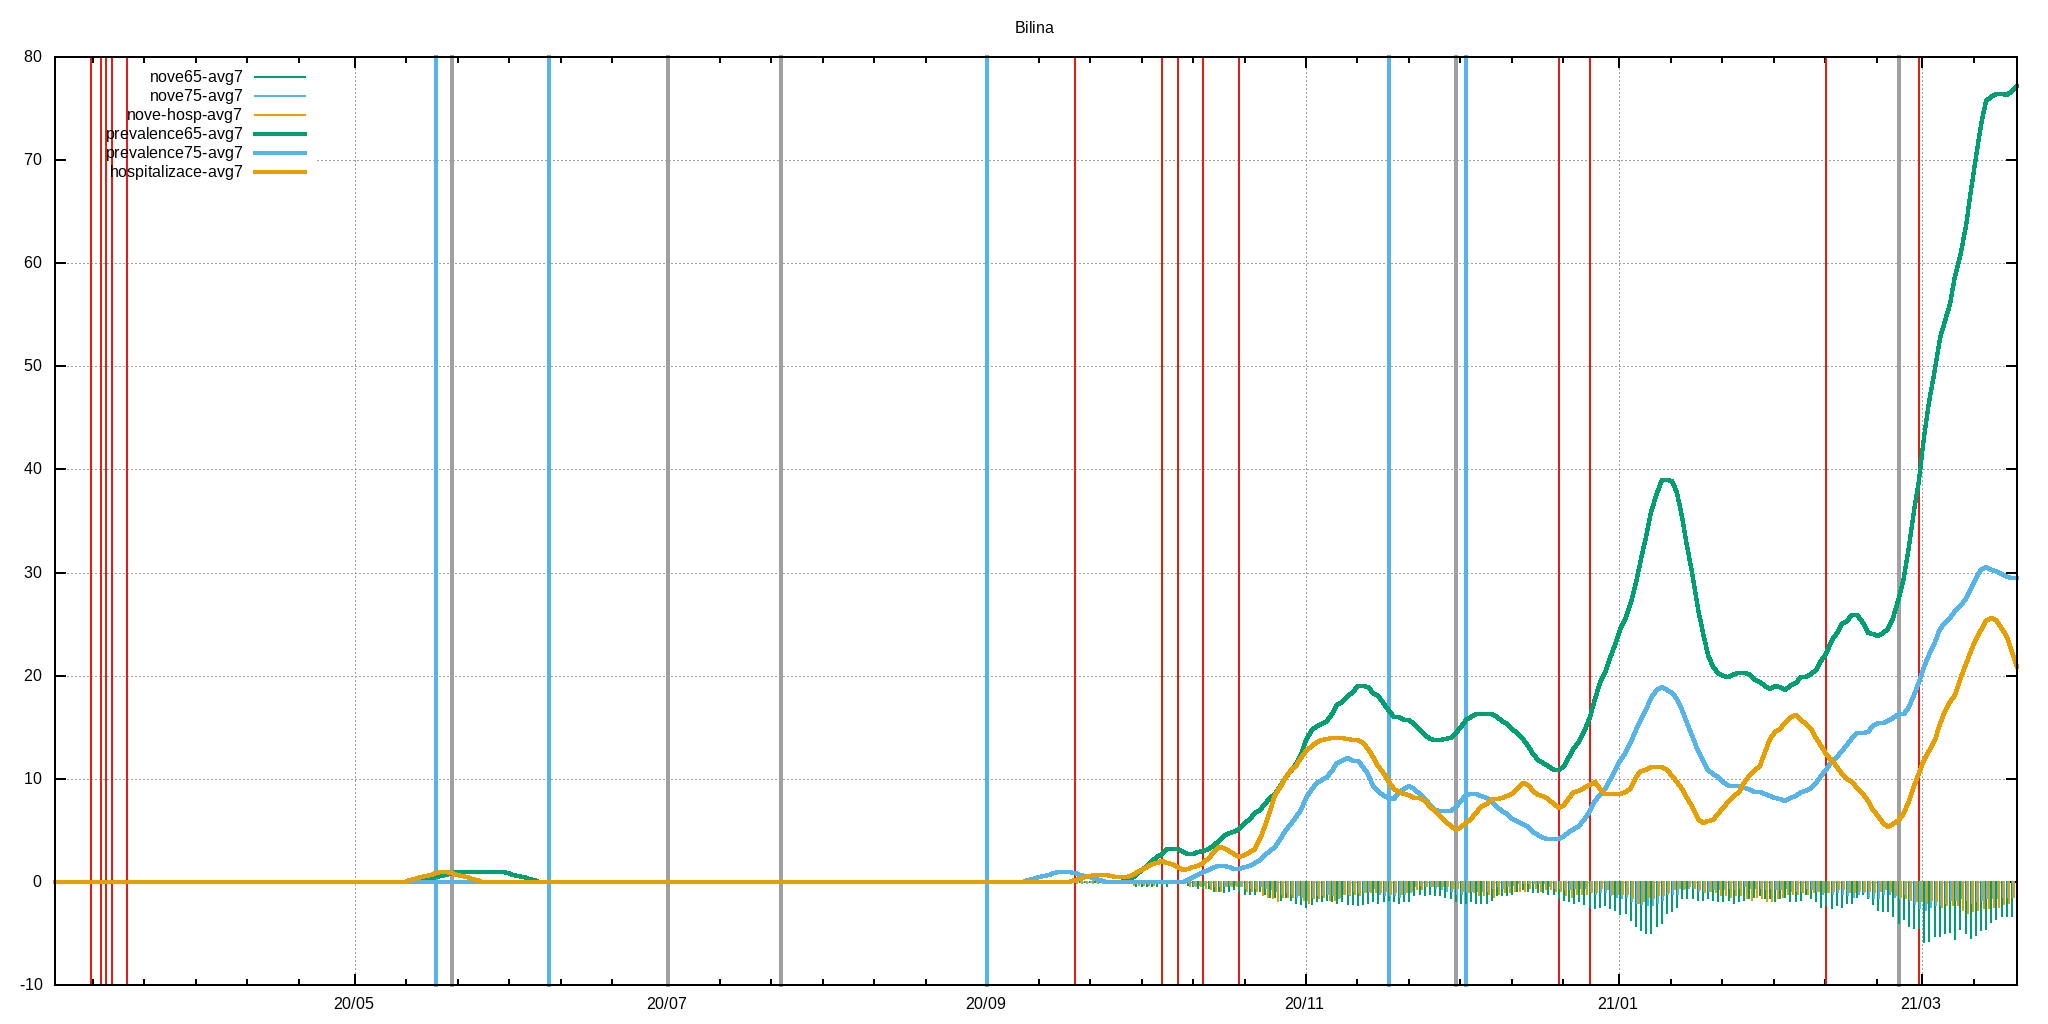 Bilina
80
nove65-avg7
nove75-avg7
nove-hosp-avg7
prevalence65-avg7
prevalence75-avg7
hospitalizace-avg7
70
60
50
40
30
20
10
0
-10
20/05
20/07
20/09
20/11
21/01
21/03